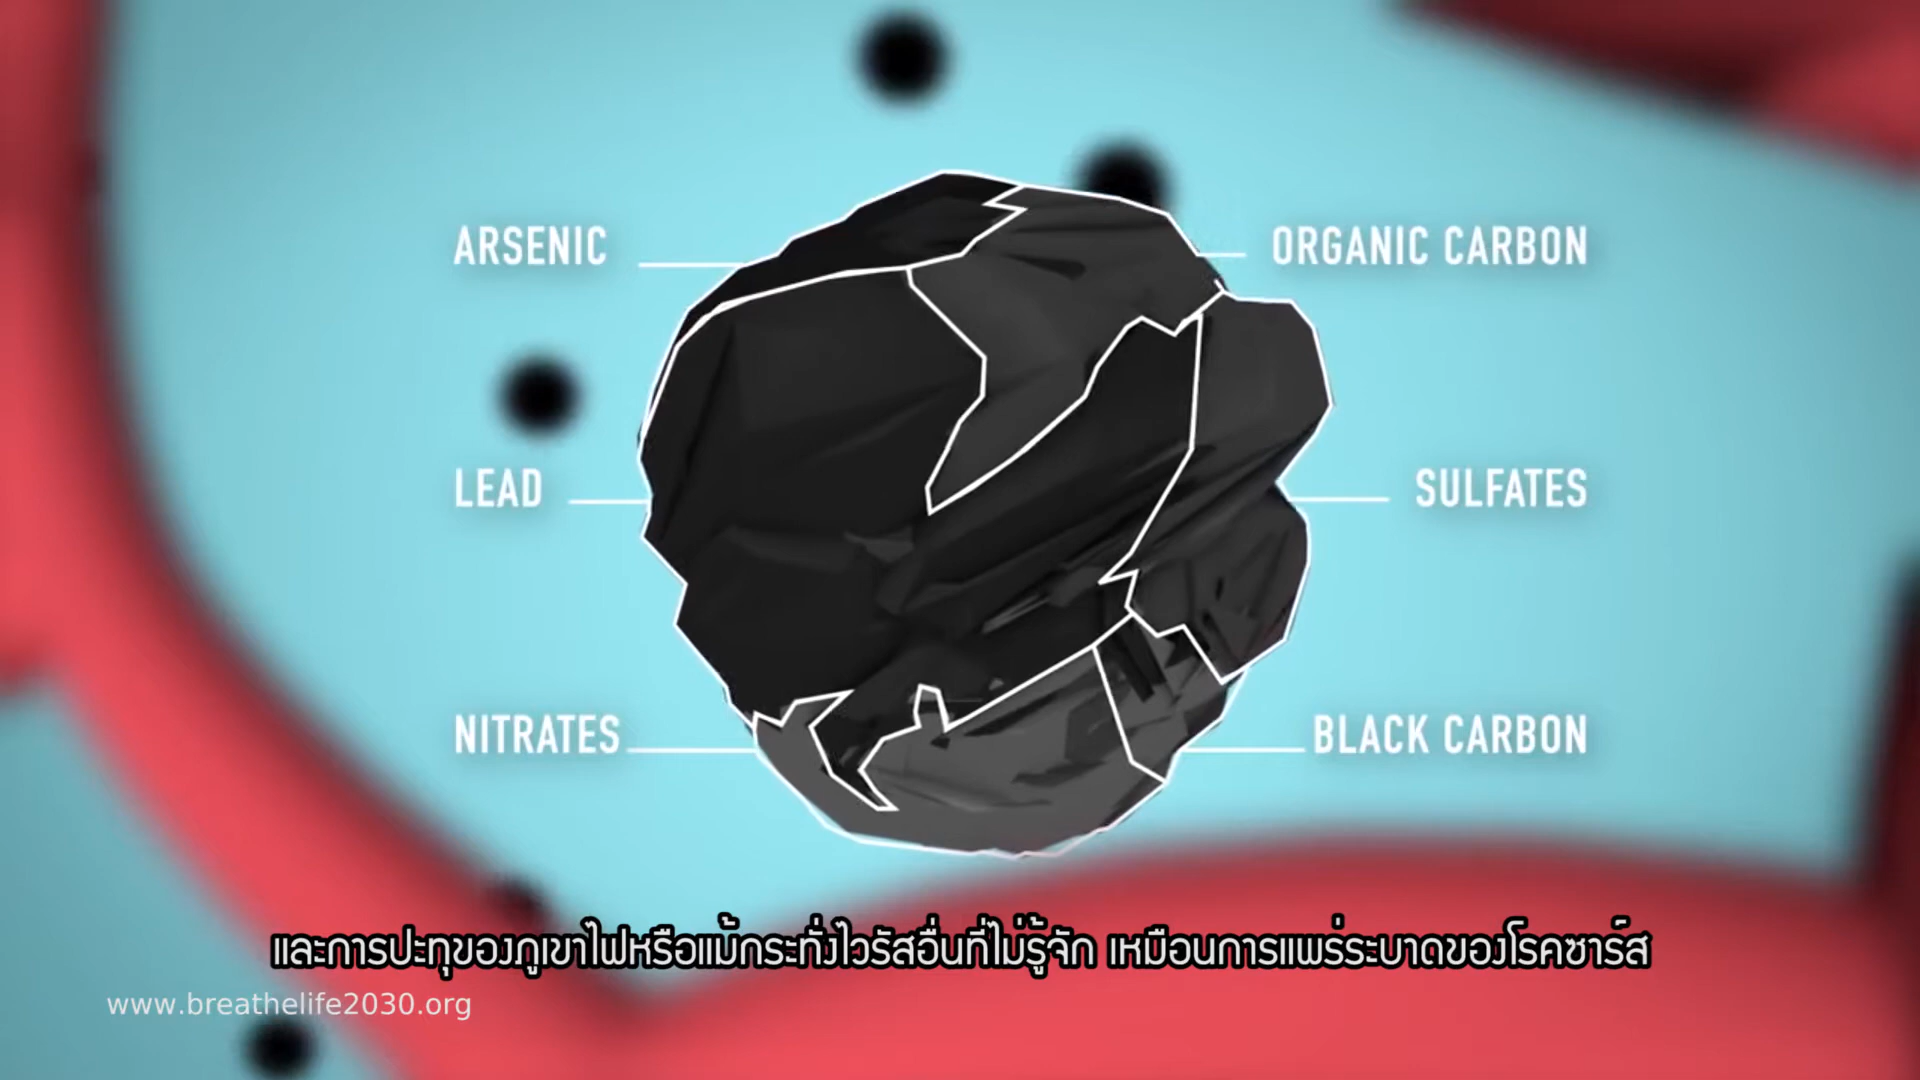 ARSENIC
ORGANIC CARBON
LEAD
SULFATES
NITRATES
BLACK CARBON
และการปะทุของภูเขาไฟหรือแม้กระทั่งไวรัสอื่นที่ไม่รู้จัก เหมือนการแพร่ระบาดของโรคซาร์ส
www.breathelife2030.org